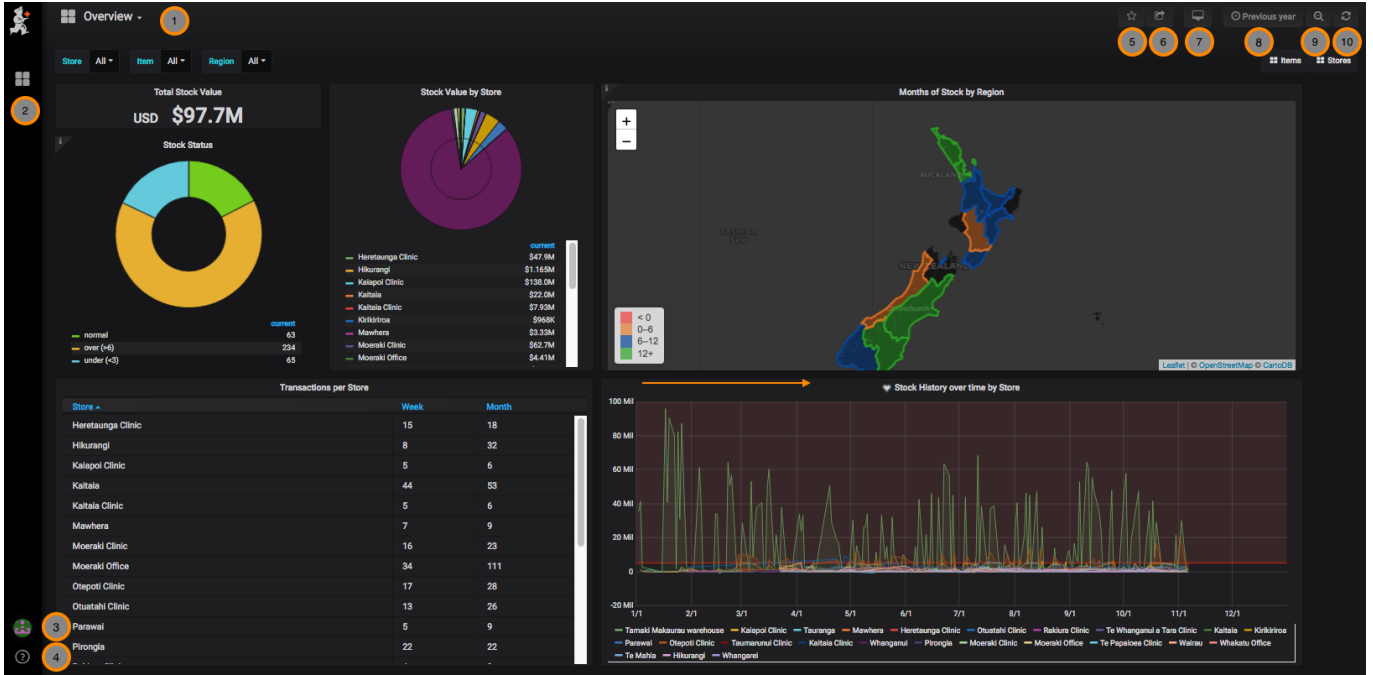 Overview
1
5
6
7
Previous year
8
9
10
Store All
Item All
Region All
Items
Stores
2
Total Stock Value
USD $97.7M
Stock Status
current
normal 63
over (>6) 234
under (<3) 65
Stock Value by Store
current
Heretaunga Clinic $47.9M
Hikurangi $1.165M
Kaiapoi Clinic $138.0M
Kaitaia $22.0M
Kaitaia Clinic $7.93M
Kirikiriroa $968K
Mawhera $3.33M
Moeraki Clinic $62.7M
Moeraki Office $4.41M
Months of Stock by Region
+
−
AUCKLAND
Tasman
Sea
NEW ZEALAND
< 0
0–6
6–12
12+
Leaflet | © OpenStreetMap © CartoDB
Transactions per Store
Store Week Month
Heretaunga Clinic 15 18
Hikurangi 8 32
Kaiapoi Clinic 5 6
Kaitaia 44 53
Kaitaia Clinic 5 6
Mawhera 7 9
Moeraki Clinic 16 23
Moeraki Office 34 111
Otepoti Clinic 17 28
Otuatahi Clinic 13 26
Parawai 5 9
Pirongia 22 22
3
4
?
Stock History over time by Store
100 Mil
80 Mil
60 Mil
40 Mil
20 Mil
0
-20 Mil
1/1 2/1 3/1 4/1 5/1 6/1 7/1 8/1 9/1 10/1 11/1 12/1
Tamaki Makaurau warehouse Kaiapoi Clinic Tauranga Mawhera Heretaunga Clinic Otuatahi Clinic Rakiura Clinic Te Whanganui a Tara Clinic Kaitaia Kirikiriroa
Parawai Otepoti Clinic Taumarunui Clinic Kaitaia Clinic Whanganui Pirongia Moeraki Clinic Moeraki Office Te Papaioea Clinic Wairau Whakatu Office
Te Mahia Hikurangi Whangarei